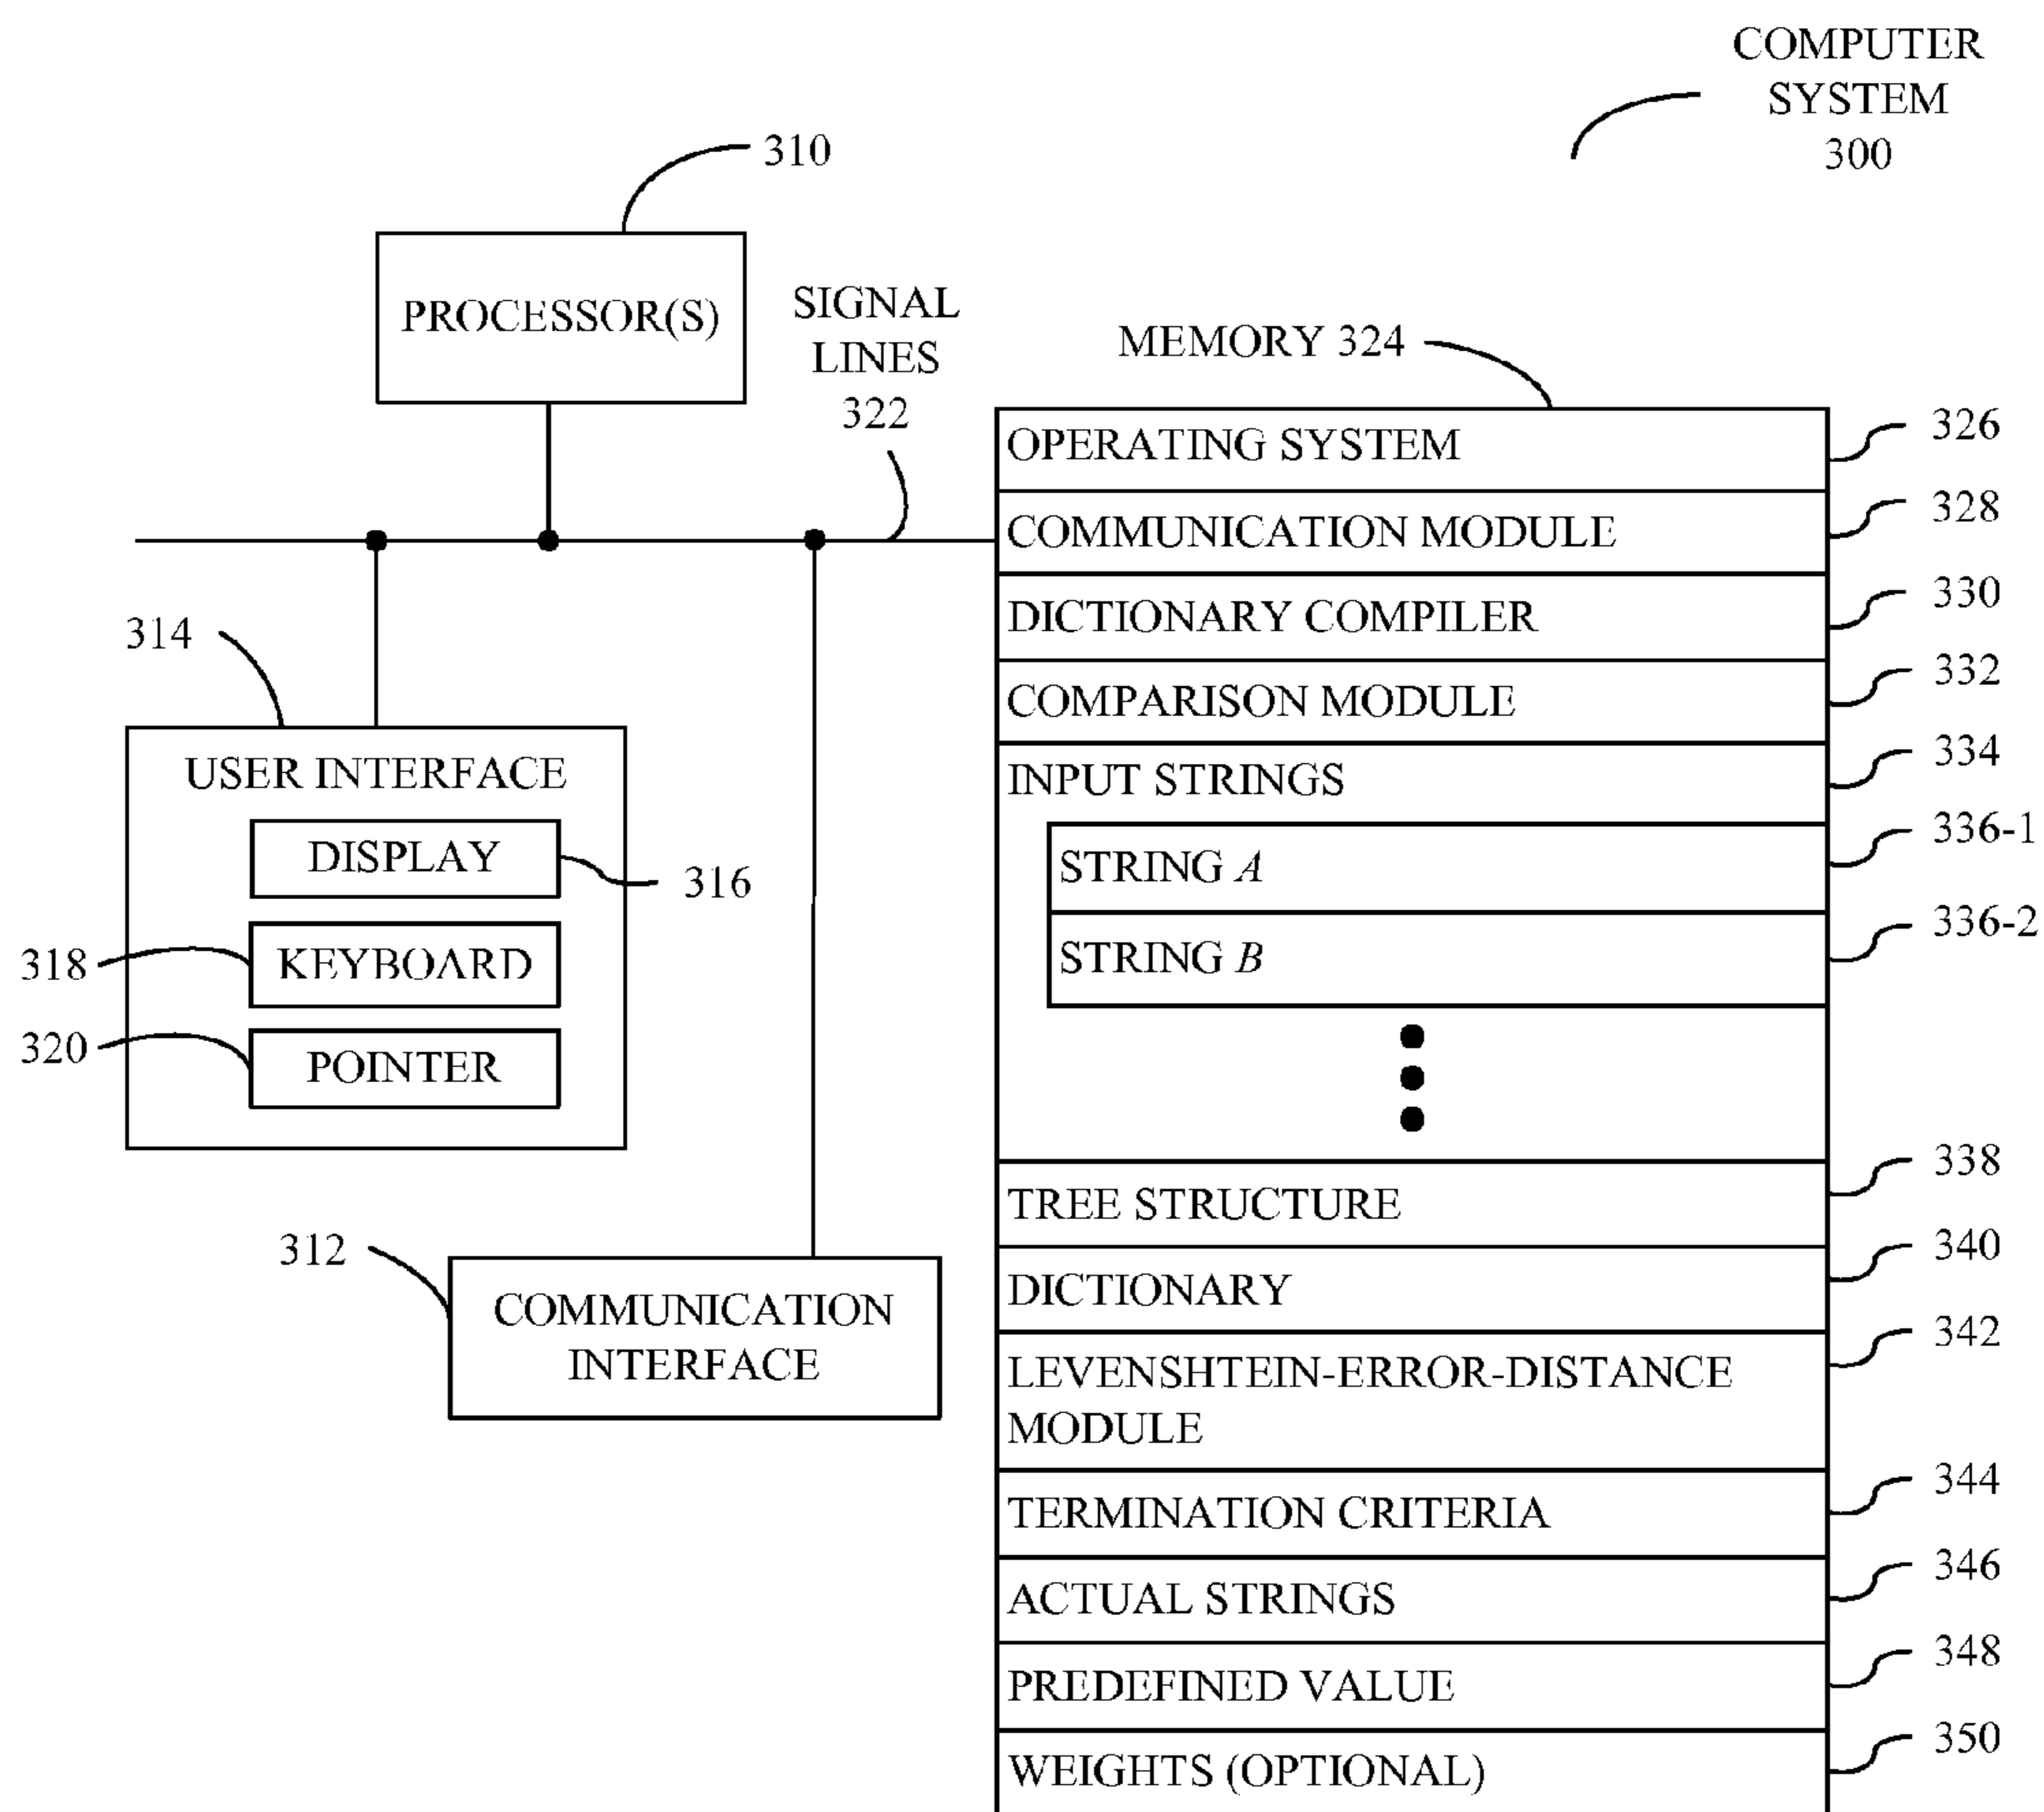 COMPUTER
SYSTEM
300
310
PROCESSOR(S)
SIGNAL
LINES
322
MEMORY 324
OPERATING SYSTEM
326
COMMUNICATION MODULE
328
DICTIONARY COMPILER
330
COMPARISON MODULE
332
INPUT STRINGS
334
STRING A
336-1
STRING B
336-2
314
USER INTERFACE
DISPLAY
316
318
KEYBOARD
320
POINTER
312
COMMUNICATION
INTERFACE
TREE STRUCTURE
338
DICTIONARY
340
LEVENSHTEIN-ERROR-DISTANCE
MODULE
342
TERMINATION CRITERIA
344
ACTUAL STRINGS
346
PREDEFINED VALUE
348
WEIGHTS (OPTIONAL)
350